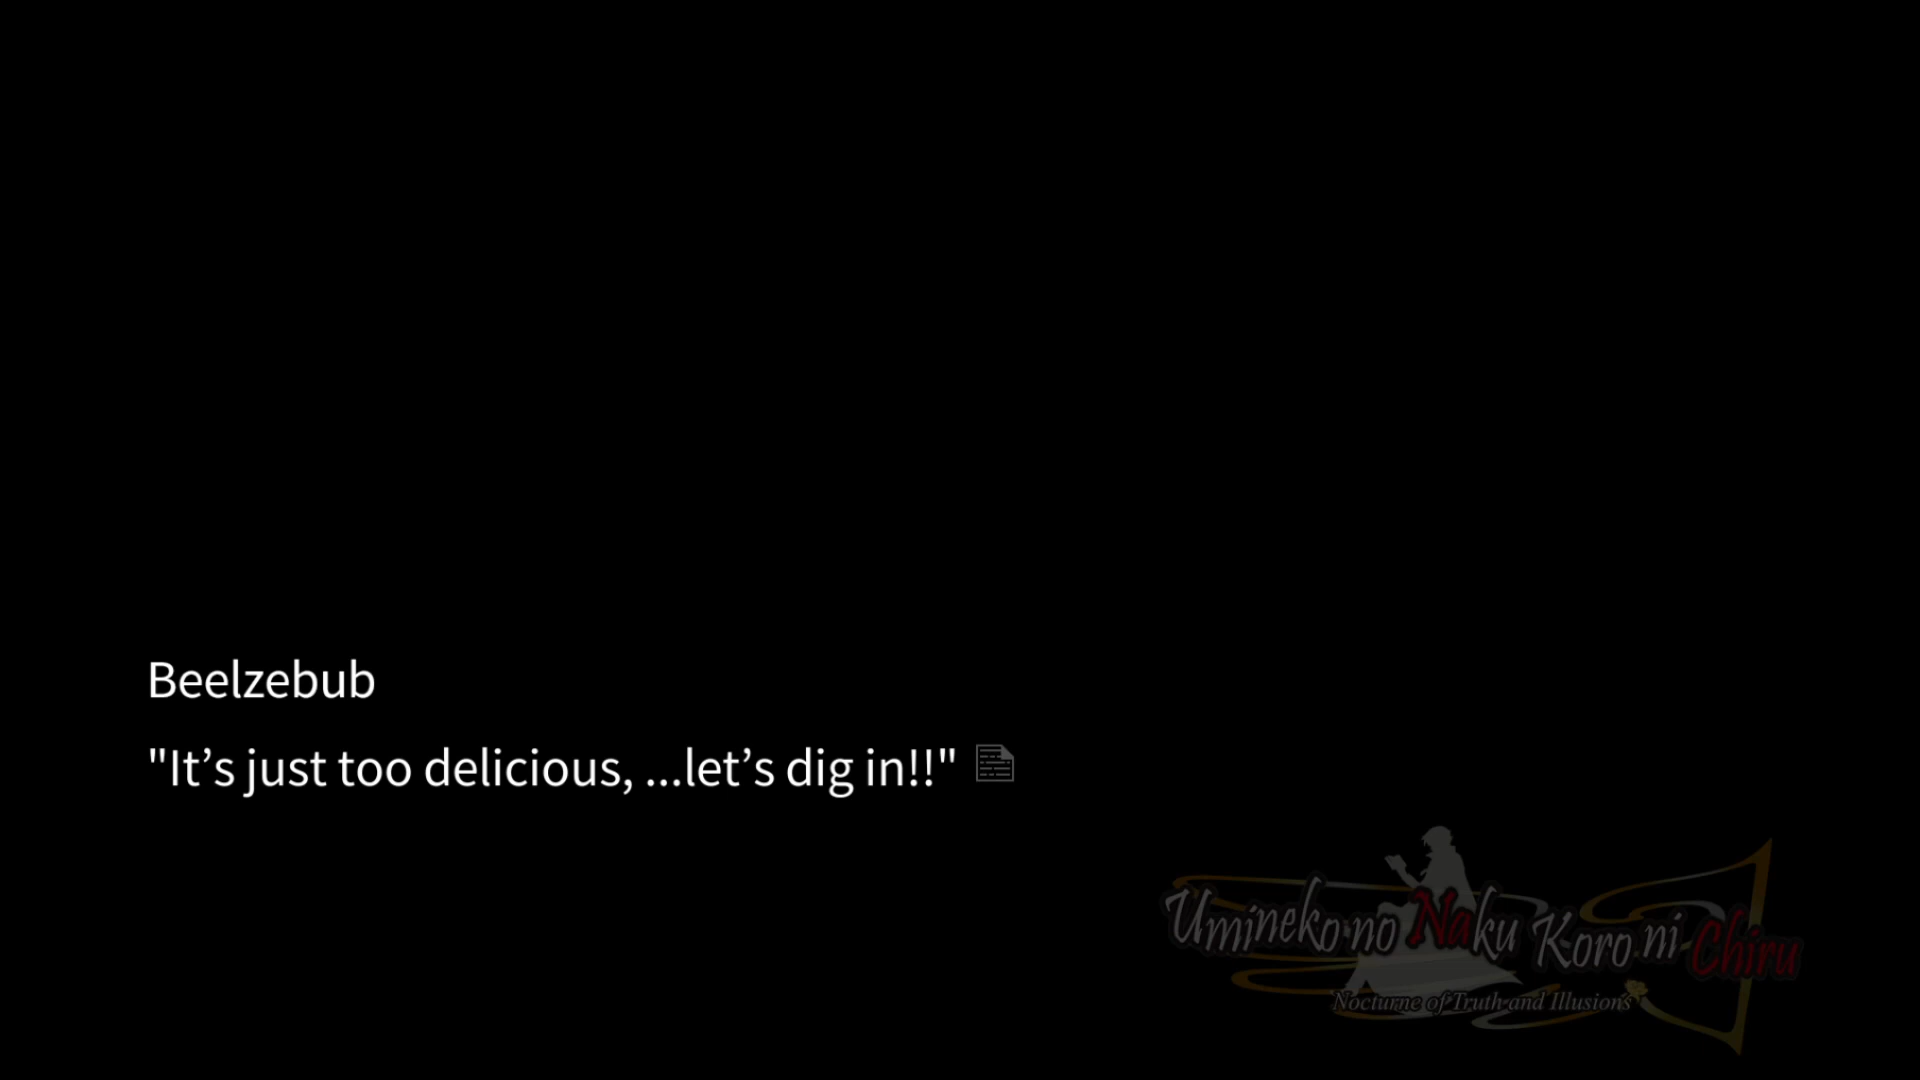 Beelzebub
"It’s just too delicious, ...let’s dig in!!"
Umineko no Naku Koro ni Chiru
Nocturne of Truth and Illusions